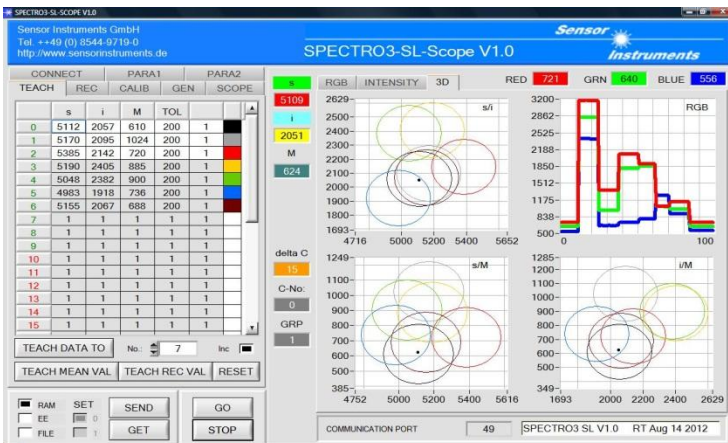 SPECTRO3-SL-SCOPE V1.0
Sensor Instruments GmbH
Tel. ++49 (0) 8544-9719-0
http://www.sensorinstruments.de
SPECTRO3-SL-Scope V1.0
Sensor
Instruments
CONNECT PARA1 PARA2
TEACH REC CALIB GEN SCOPE
s i M TOL
0 5112 2057 610 200 1
1 5170 2095 1024 200 1
2 5385 2142 720 200 1
3 5190 2405 885 200 1
4 5048 2382 900 200 1
5 4983 1918 736 200 1
6 5155 2067 688 200 1
7 1 1 1 1 1
8 1 1 1 1 1
9 1 1 1 1 1
10 1 1 1 1 1
11 1 1 1 1 1
12 1 1 1 1 1
13 1 1 1 1 1
14 1 1 1 1 1
15 1 1 1 1 1
TEACH DATA TO No.: 7 Inc
TEACH MEAN VAL TEACH REC VAL RESET
RAM SET
EE 0
FILE 1
SEND GO
GET STOP
s
5109
i
2051
M
624
delta C
15
C-No:
0
GRP
1
RGB INTENSITY 3D
RED 721 GRN 640 BLUE 556
s/i
2629
2500
2400
2300
2200
2100
2000
1900
1800
1693
4716 5000 5200 5400 5652
RGB
3200
2862
2525
2188
1850
1512
1175
838
500
0 100
s/M
1249
1100
1000
900
800
700
600
500
385
4752 5000 5200 5400 5616
i/M
1285
1200
1100
1000
900
800
700
600
500
349
1693 2000 2200 2400 2629
COMMUNICATION PORT 49 SPECTRO3 SL V1.0 RT Aug 14 2012